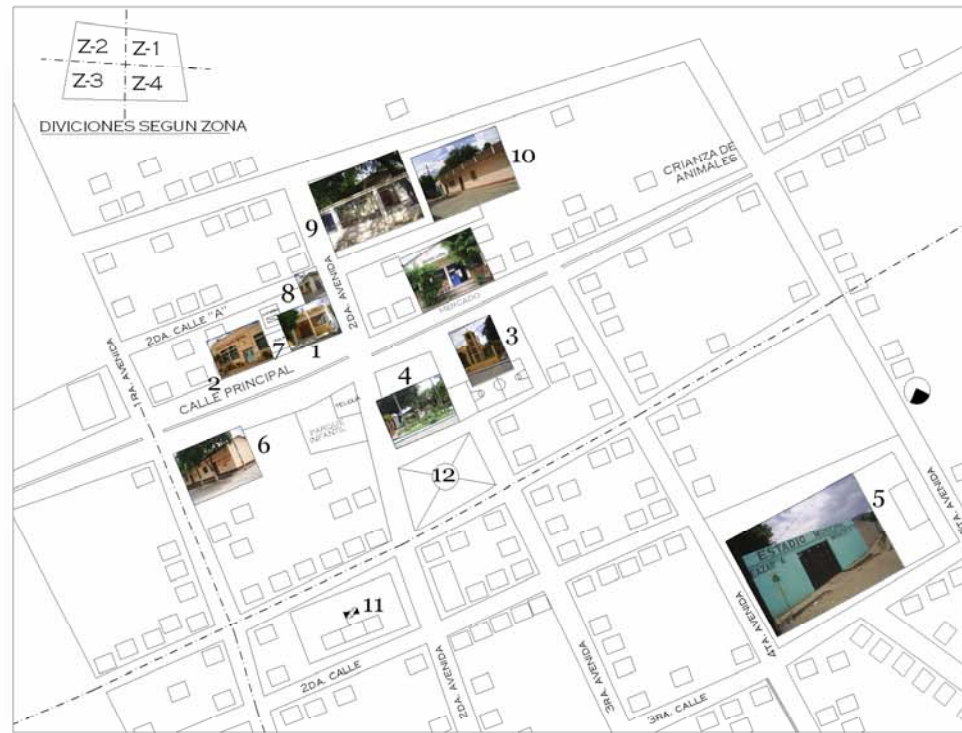 Z-2 Z-1
Z-3 Z-4
DIVICIONES SEGUN ZONA
10
CRIANZA DE
ANIMALES
9
2DA. AVENIDA
8
MERCADO
2DA. CALLE "A"
7
1
3
1RA. AVENIDA
2
CALLE PRINCIPAL
4
PARQUE
INFANTIL
6
12
5
ESTADIO
11
2DA. CALLE
2DA. AVENIDA
3RA. AVENIDA
4TA. AVENIDA
3RA. CALLE